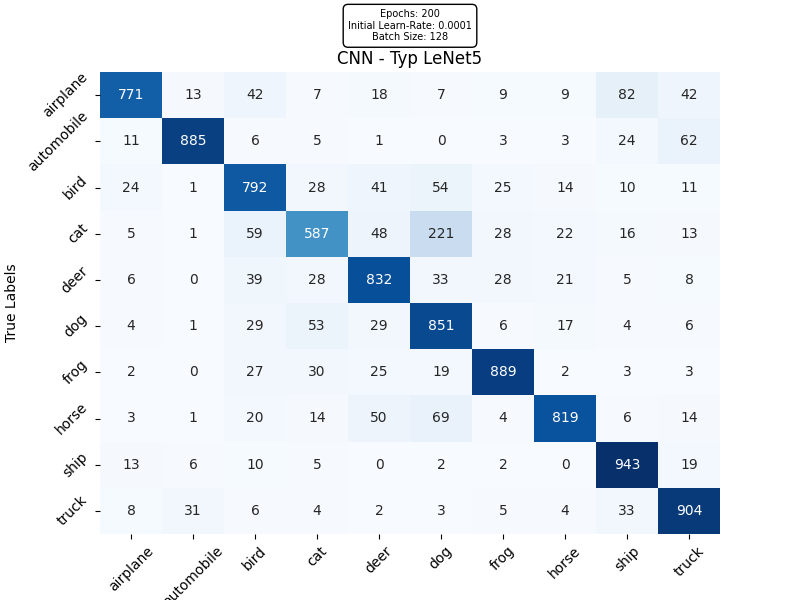 Epochs: 200
Initial Learn-Rate: 0.0001
Batch Size: 128
CNN - Typ LeNet5
True Labels
airplane 771 13 42 7 18 7 9 9 82 42
automobile 11 885 6 5 1 0 3 3 24 62
bird 24 1 792 28 41 54 25 14 10 11
cat 5 1 59 587 48 221 28 22 16 13
deer 6 0 39 28 832 33 28 21 5 8
dog 4 1 29 53 29 851 6 17 4 6
frog 2 0 27 30 25 19 889 2 3 3
horse 3 1 20 14 50 69 4 819 6 14
ship 13 6 10 5 0 2 2 0 943 19
truck 8 31 6 4 2 3 5 4 33 904
airplane automobile bird cat deer dog frog horse ship truck